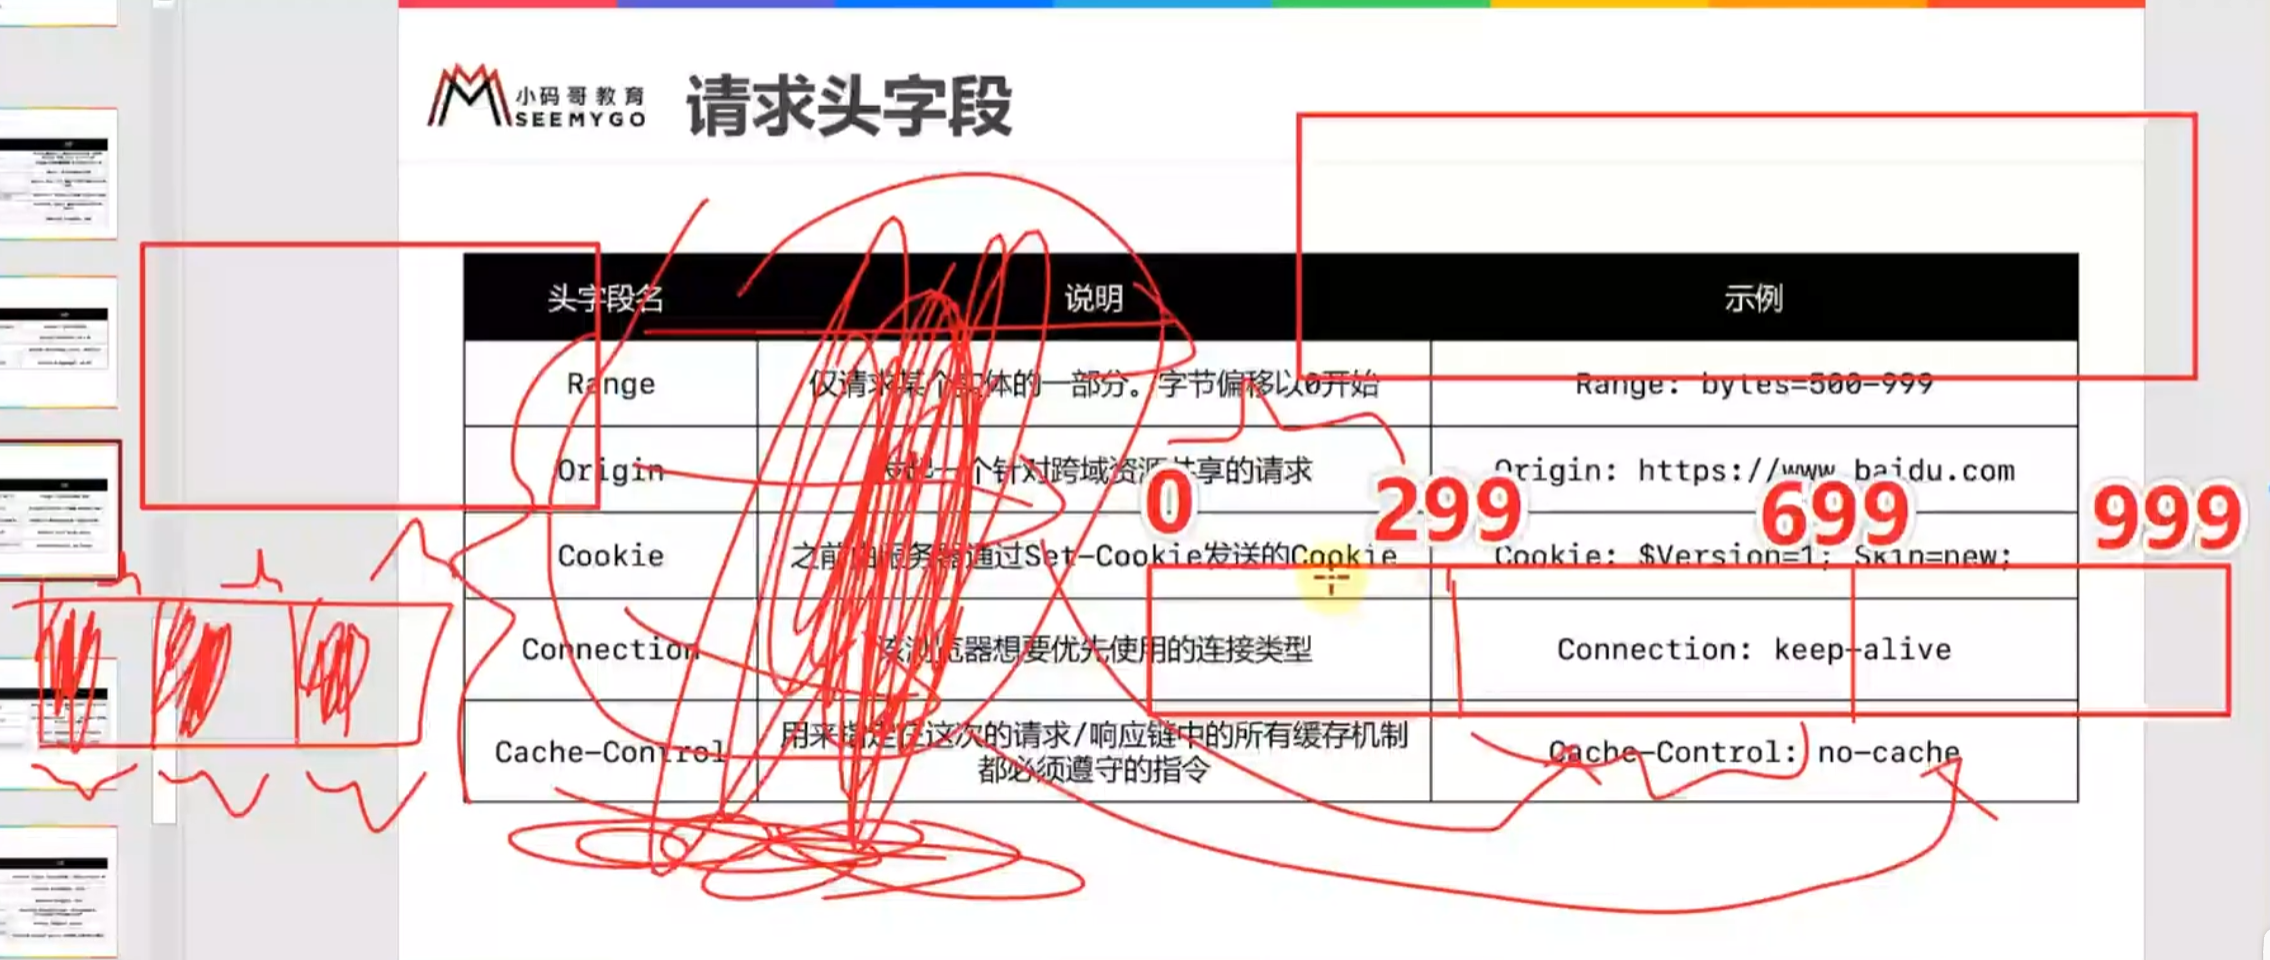 小码哥教育
SEEMYGO
请求头字段
头字段名 说明 示例
Range 仅请求某个实体的一部分。字节偏移以0开始 Range: bytes=500-999
Origin 发起一个针对跨域资源共享的请求 Origin: https://www.baidu.com
0 299 699 999
Cookie 之前由服务器通过Set-Cookie发送的Cookie Cookie: $Version=1; Skin=new;
Connection 该浏览器想要优先使用的连接类型 Connection: keep-alive
Cache-Control 用来指定在这次的请求/响应链中的所有缓存机制 Cache-Control: no-cache
都必须遵守的指令